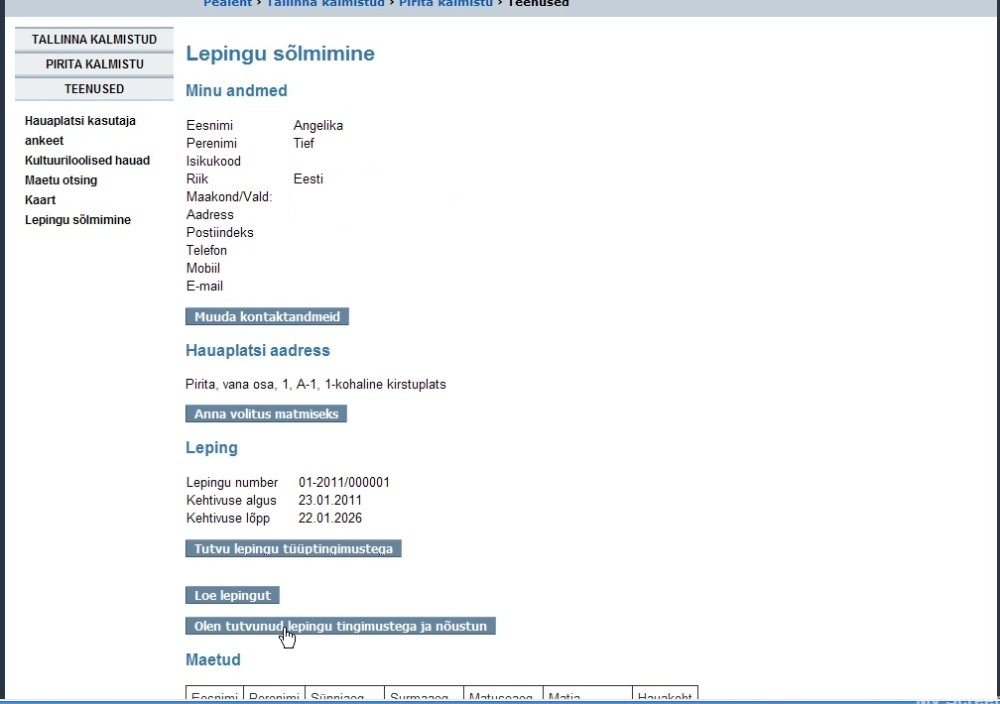 Pealeht › Tallinna kalmistud › Pirita kalmistu › Teenused
TALLINNA KALMISTUD
PIRITA KALMISTU
TEENUSED
Hauaplatsi kasutaja
ankeet
Kultuuriloolised hauad
Maetu otsing
Kaart
Lepingu sõlmimine
Lepingu sõlmimine
Minu andmed
Eesnimi Angelika
Perenimi Tief
Isikukood
Riik Eesti
Maakond/Vald:
Aadress
Postiindeks
Telefon
Mobiil
E-mail
Muuda kontaktandmeid
Hauaplatsi aadress
Pirita, vana osa, 1, A-1, 1-kohaline kirstuplats
Anna volitus matmiseks
Leping
Lepingu number 01-2011/000001
Kehtivuse algus 23.01.2011
Kehtivuse lõpp 22.01.2026
Tutvu lepingu tüüptingimustega
Loe lepingut
Olen tutvunud lepingu tingimustega ja nõustun
Maetud
Eesnimi Perenimi Sünniaeg Surmaaeg Matuseaeg Matja Hauakoht